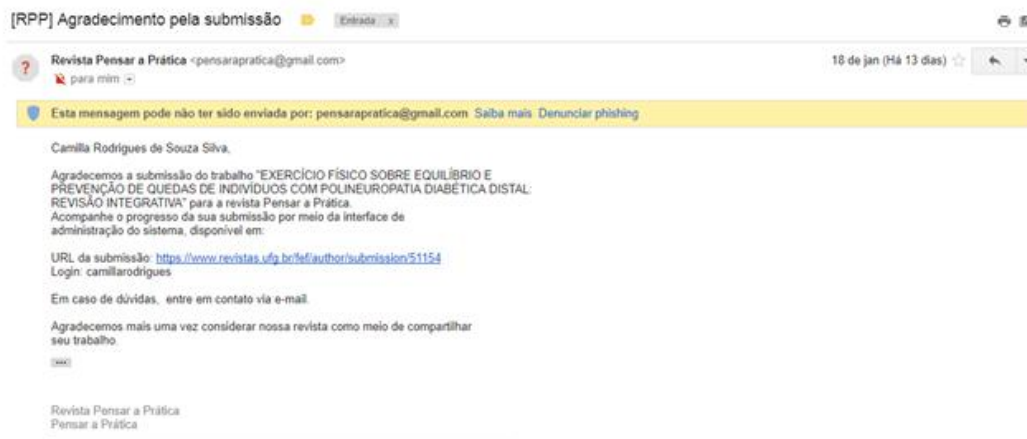 [RPP] Agradecimento pela submissão Entrada x
Revista Pensar a Prática <pensarapratica@gmail.com> 18 de jan (Há 13 dias)
para mim
Esta mensagem pode não ter sido enviada por: pensarapratica@gmail.com Saiba mais Denunciar phishing
Camilla Rodrigues de Souza Silva,
Agradecemos a submissão do trabalho "EXERCÍCIO FÍSICO SOBRE EQUILÍBRIO E
PREVENÇÃO DE QUEDAS DE INDIVÍDUOS COM POLINEUROPATIA DIABÉTICA DISTAL:
REVISÃO INTEGRATIVA" para a revista Pensar a Prática.
Acompanhe o progresso da sua submissão por meio da interface de
administração do sistema, disponível em:
URL da submissão: https://www.revistas.ufg.br/fef/author/submission/51154
Login: camillarodrigues
Em caso de dúvidas, entre em contato via e-mail.
Agradecemos mais uma vez considerar nossa revista como meio de compartilhar
seu trabalho.
Revista Pensar a Prática
Pensar a Prática